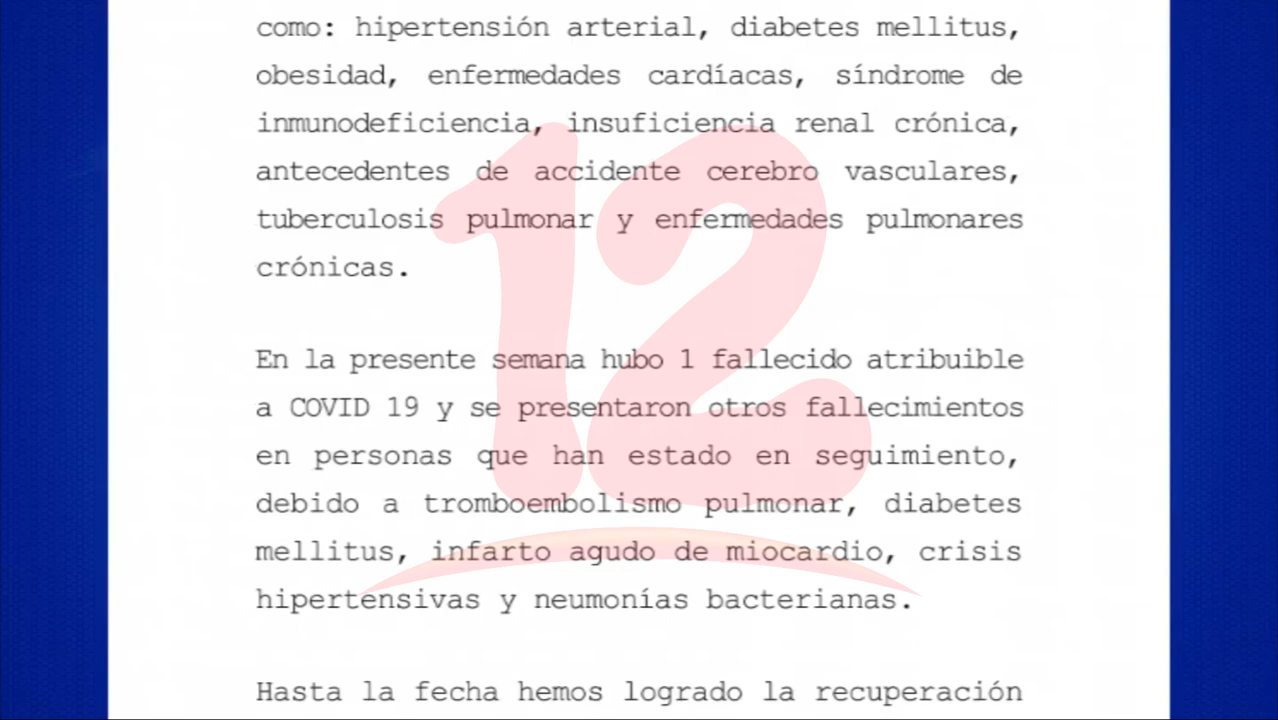 como: hipertensión arterial, diabetes mellitus,
obesidad, enfermedades cardíacas, síndrome de
inmunodeficiencia, insuficiencia renal crónica,
antecedentes de accidente cerebro vasculares,
tuberculosis pulmonar y enfermedades pulmonares
crónicas.
En la presente semana hubo 1 fallecido atribuible
a COVID 19 y se presentaron otros fallecimientos
en personas que han estado en seguimiento,
debido a tromboembolismo pulmonar, diabetes
mellitus, infarto agudo de miocardio, crisis
hipertensivas y neumonías bacterianas.
Hasta la fecha hemos logrado la recuperación
12